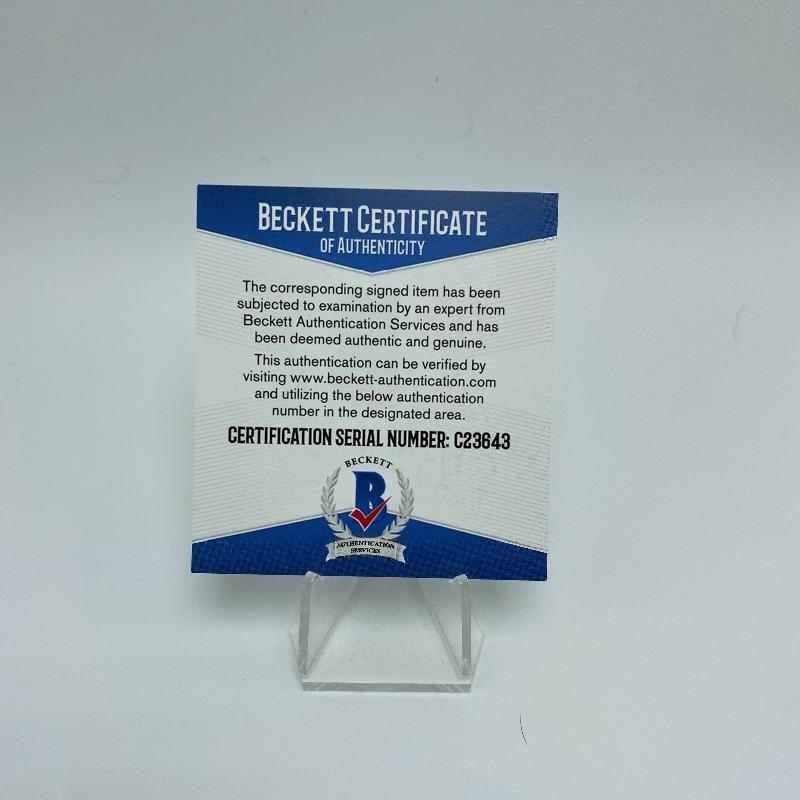 BECKETT CERTIFICATE
OF AUTHENTICITY
The corresponding signed item has been
subjected to examination by an expert from
Beckett Authentication Services and has
been deemed authentic and genuine.
This authentication can be verified by
visiting www.beckett-authentication.com
and utilizing the below authentication
number in the designated area.
CERTIFICATION SERIAL NUMBER: C23643
BECKETT
B
AUTHENTICATION
SERVICES